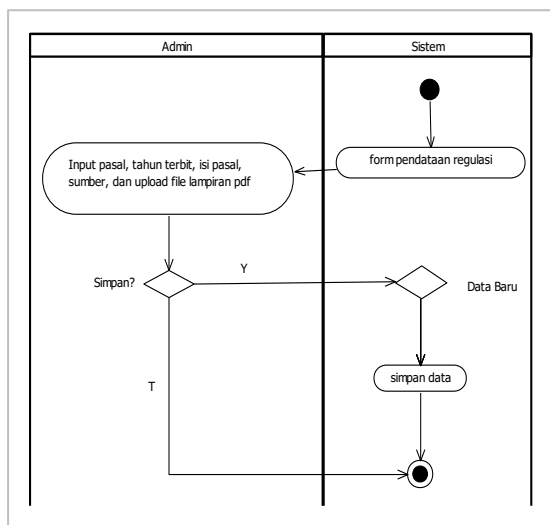 Admin
Sistem
form pendataan regulasi
Input pasal, tahun terbit, isi pasal,
sumber, dan upload file lampiran pdf
Simpan?
Y
Data Baru
simpan data
T